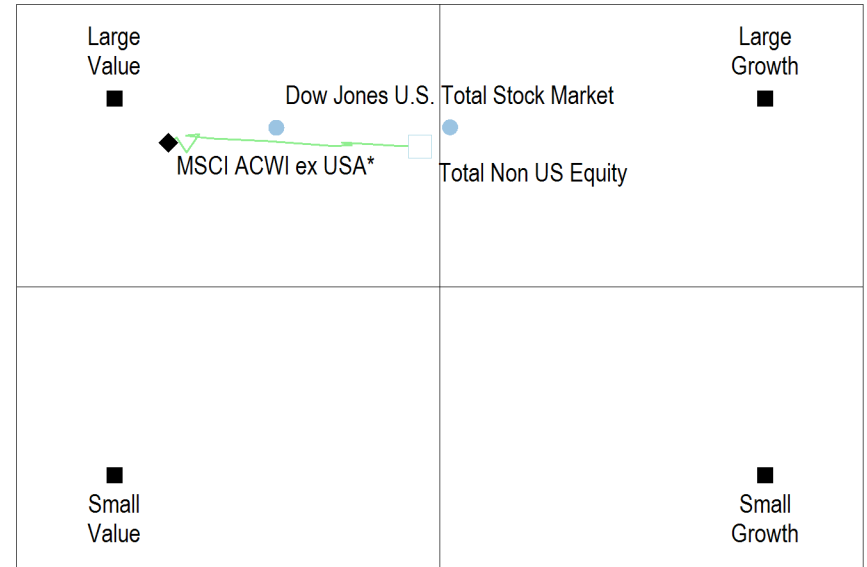 Large
Value
Large
Growth
Dow Jones U.S. Total Stock Market
MSCI ACWI ex USA*
Total Non US Equity
Small
Value
Small
Growth